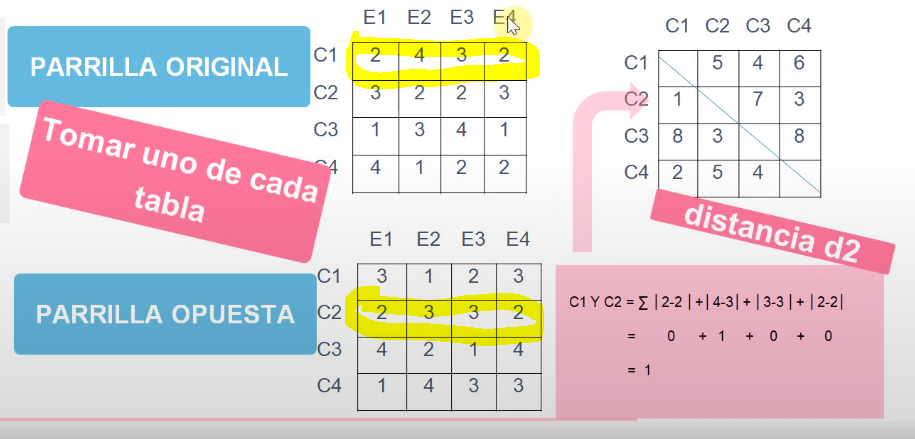 E1 E2 E3 E4
PARRILLA ORIGINAL
C1 2 4 3 2
C2 3 2 2 3
C3 1 3 4 1
4 4 1 2 2
Tomar uno de cada
tabla
C1 C2 C3 C4
C1 5 4 6
C2 1 7 3
C3 8 3 8
C4 2 5 4
distancia d2
E1 E2 E3 E4
PARRILLA OPUESTA
C1 3 1 2 3
C2 2 3 3 2
C3 4 2 1 4
C4 1 4 3 3
C1 Y C2 = ∑ |2-2 | +| 4-3| + | 3-3| + | 2-2|
= 0 + 1 + 0 + 0
= 1